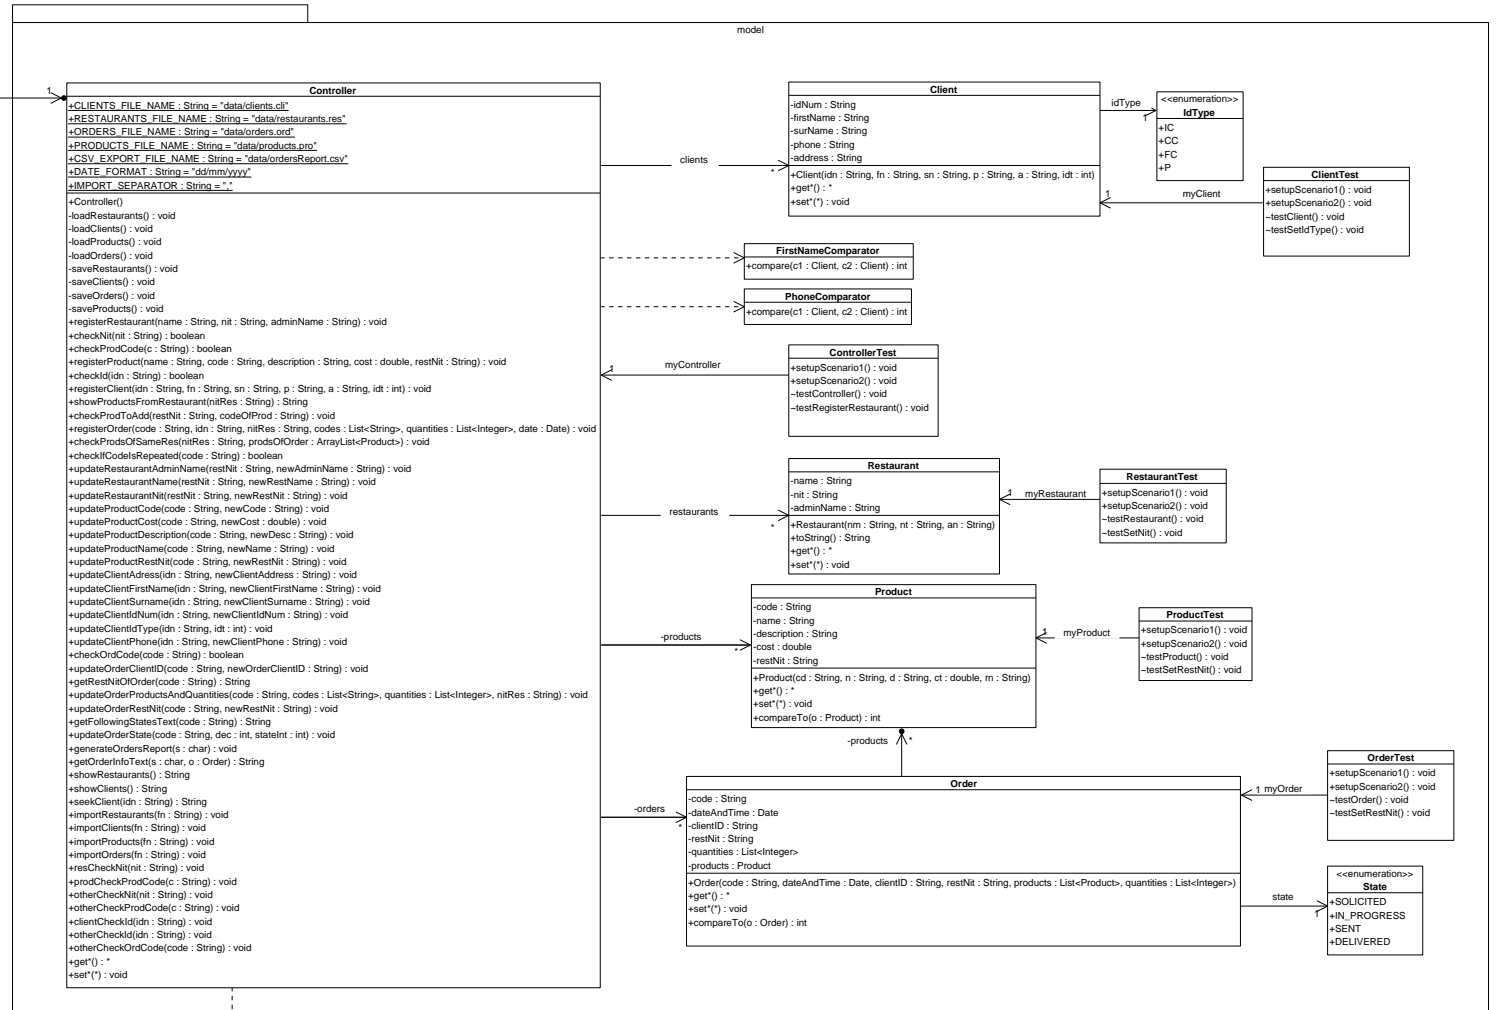 model
1
Controller
+CLIENTS_FILE_NAME : String = "data/clients.cli"
+RESTAURANTS_FILE_NAME : String = "data/restaurants.res"
+ORDERS_FILE_NAME : String = "data/orders.ord"
+PRODUCTS_FILE_NAME : String = "data/products.pro"
+CSV_EXPORT_FILE_NAME : String = "data/ordersReport.csv"
+DATE_FORMAT : String = "dd/mm/yyyy"
+IMPORT_SEPARATOR : String = ","
+Controller()
-loadRestaurants() : void
-loadClients() : void
-loadProducts() : void
-loadOrders() : void
-saveRestaurants() : void
-saveClients() : void
-saveOrders() : void
-saveProducts() : void
+registerRestaurant(name : String, nit : String, adminName : String) : void
+checkNit(nit : String) : boolean
+checkProdCode(c : String) : boolean
+registerProduct(name : String, code : String, description : String, cost : double, restNit : String) : void
+checkId(idn : String) : boolean
+registerClient(idn : String, fn : String, sn : String, p : String, a : String, idt : int) : void
+showProductsFromRestaurant(nitRes : String) : String
+checkProdToAdd(restNit : String, codeOfProd : String) : void
+registerOrder(code : String, idn : String, nitRes : String, codes : List<String>, quantities : List<Integer>, date : Date) : void
+checkProdsOfSameRes(nitRes : String, prodsOfOrder : ArrayList<Product>) : void
+checkIfCodeIsRepeated(code : String) : boolean
+updateRestaurantAdminName(restNit : String, newAdminName : String) : void
+updateRestaurantName(restNit : String, newRestName : String) : void
+updateRestaurantNit(restNit : String, newRestNit : String) : void
+updateProductCode(code : String, newCode : String) : void
+updateProductCost(code : String, newCost : double) : void
+updateProductDescription(code : String, newDesc : String) : void
+updateProductName(code : String, newName : String) : void
+updateProductRestNit(code : String, newRestNit : String) : void
+updateClientAdress(idn : String, newClientAddress : String) : void
+updateClientFirstName(idn : String, newClientFirstName : String) : void
+updateClientSurname(idn : String, newClientSurname : String) : void
+updateClientIdNum(idn : String, newClientIdNum : String) : void
+updateClientIdType(idn : String, idt : int) : void
+updateClientPhone(idn : String, newClientPhone : String) : void
+checkOrdCode(code : String) : boolean
+updateOrderClientID(code : String, newOrderClientID : String) : void
+getRestNitOfOrder(code : String) : String
+updateOrderProductsAndQuantities(code : String, codes : List<String>, quantities : List<Integer>, nitRes : String) : void
+updateOrderRestNit(code : String, newRestNit : String) : void
+getFollowingStatesText(code : String) : String
+updateOrderState(code : String, dec : int, stateInt : int) : void
+generateOrdersReport(s : char) : void
+getOrderInfoText(s : char, o : Order) : String
+showRestaurants() : String
+showClients() : String
+seekClient(idn : String) : String
+importRestaurants(fn : String) : void
+importClients(fn : String) : void
+importProducts(fn : String) : void
+importOrders(fn : String) : void
+resCheckNit(nit : String) : void
+prodCheckProdCode(c : String) : void
+otherCheckNit(nit : String) : void
+otherCheckProdCode(c : String) : void
+clientCheckId(idn : String) : void
+otherCheckId(idn : String) : void
+otherCheckOrdCode(code : String) : void
+get*() : *
+set*(*) : void
clients
*
Client
-idNum : String
-firstName : String
-surName : String
-phone : String
-address : String
+Client(idn : String, fn : String, sn : String, p : String, a : String, idt : int)
+get*() : *
+set*(*) : void
idType
1
<<enumeration>>
IdType
+IC
+CC
+FC
+P
myClient
1
ClientTest
+setupScenario1() : void
+setupScenario2() : void
~testClient() : void
~testSetIdType() : void
FirstNameComparator
+compare(c1 : Client, c2 : Client) : int
PhoneComparator
+compare(c1 : Client, c2 : Client) : int
myController
1
ControllerTest
+setupScenario1() : void
+setupScenario2() : void
~testController() : void
~testRegisterRestaurant() : void
restaurants
*
Restaurant
-name : String
-nit : String
-adminName : String
+Restaurant(nm : String, nt : String, an : String)
+toString() : String
+get*() : *
+set*(*) : void
1
myRestaurant
RestaurantTest
+setupScenario1() : void
+setupScenario2() : void
~testRestaurant() : void
~testSetNit() : void
-products
*
Product
-code : String
-name : String
-description : String
-cost : double
-restNit : String
+Product(cd : String, n : String, d : String, ct : double, rn : String)
+get*() : *
+set*(*) : void
+compareTo(o : Product) : int
1
myProduct
ProductTest
+setupScenario1() : void
+setupScenario2() : void
~testProduct() : void
~testSetRestNit() : void
-products
*
-orders
*
Order
-code : String
-dateAndTime : Date
-clientID : String
-restNit : String
-quantities : List<Integer>
-products : Product
+Order(code : String, dateAndTime : Date, clientID : String, restNit : String, products : List<Product>, quantities : List<Integer>)
+get*() : *
+set*(*) : void
+compareTo(o : Order) : int
1 myOrder
OrderTest
+setupScenario1() : void
+setupScenario2() : void
~testOrder() : void
~testSetRestNit() : void
state
1
<<enumeration>>
State
+SOLICITED
+IN_PROGRESS
+SENT
+DELIVERED